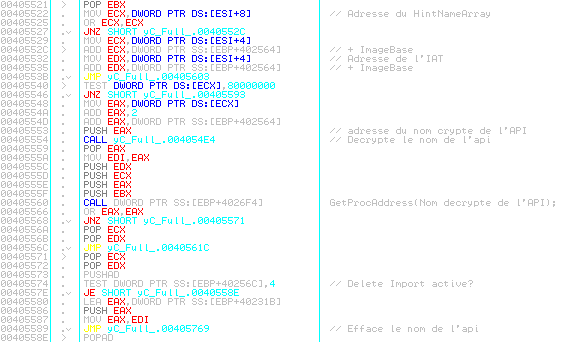 00405521 > POP EBX
00405522 . MOV ECX,DWORD PTR DS:[ESI+8] // Adresse du HintNameArray
00405525 . OR ECX,ECX
00405527 .v JNZ SHORT yC_Full_.0040552C
00405529 . MOV ECX,DWORD PTR DS:[ESI+4]
0040552C > ADD ECX,DWORD PTR SS:[EBP+402564] // + ImageBase
00405532 . MOV EDX,DWORD PTR DS:[ESI+4] // Adresse de l'IAT
00405535 . ADD EDX,DWORD PTR SS:[EBP+402564] // + ImageBase
0040553B .v JMP yC_Full_.00405608
00405540 > TEST DWORD PTR DS:[ECX],80000000
00405546 .v JNZ SHORT yC_Full_.00405598
00405548 . MOV EAX,DWORD PTR DS:[ECX]
0040554A . ADD EAX,2
0040554D . ADD EAX,DWORD PTR SS:[EBP+402564]
00405553 . PUSH EAX // adresse du nom crypte de l'API
00405554 . CALL yC_Full_.004054E4 // Decrypte le nom de l'api
00405559 . POP EAX
0040555A . MOV EDI,EAX
0040555C . PUSH EDX
0040555D . PUSH ECX
0040555E . PUSH EAX
0040555F . PUSH EBX
00405560 . CALL DWORD PTR SS:[EBP+4026F4] GetProcAddress(Nom decrypte de l'API);
00405566 . OR EAX,EAX
00405568 .v JNZ SHORT yC_Full_.00405571
0040556A . POP ECX
0040556B . POP EDX
0040556C .v JMP yC_Full_.0040561C
00405571 > POP ECX
00405572 . POP EDX
00405573 . PUSHAD
00405574 . TEST DWORD PTR SS:[EBP+40256C],4 // Delete Import active?
0040557E .v JE SHORT yC_Full_.0040558E
00405580 . LEA EAX,DWORD PTR SS:[EBP+40231B]
00405586 . PUSH EAX
00405587 . MOV EAX,EDI
00405589 .v JMP yC_Full_.00405769 // Efface le nom de l'api
0040558E > POPAD